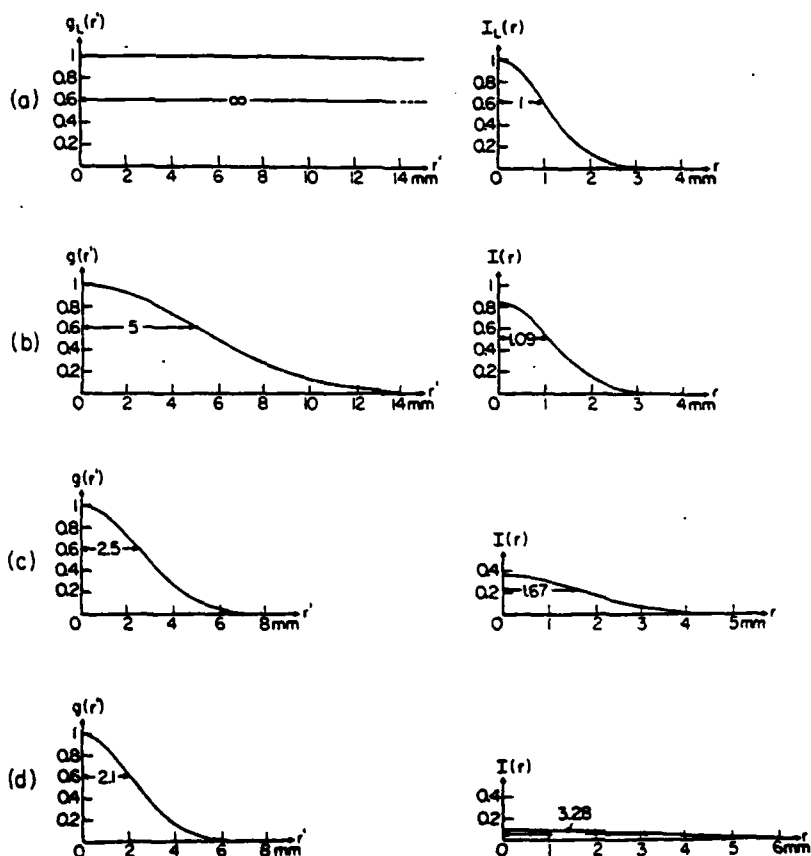 g_L(r') I_L(r)
(a)
1 0.8 0.6 0.4 0.2
∞
0 2 4 6 8 10 12 14 mm r'
1 0.8 0.6 0.4 0.2
1
0 1 2 3 4 mm r
g(r') I(r)
(b)
1 0.8 0.6 0.4 0.2
5
0 2 4 6 8 10 12 14 mm r'
1 0.8 0.6 0.4 0.2
1.09
0 1 2 3 4 mm r
g(r') I(r)
(c)
1 0.8 0.6 0.4 0.2
2.5
0 2 4 6 8 mm r'
0.4 0.2
1.67
0 1 2 3 4 5 mm r
g(r') I(r)
(d)
1 0.8 0.6 0.4 0.2
2.1
0 2 4 6 8 mm r'
0.4 0.2
3.28
0 1 2 3 4 5 6 mm r